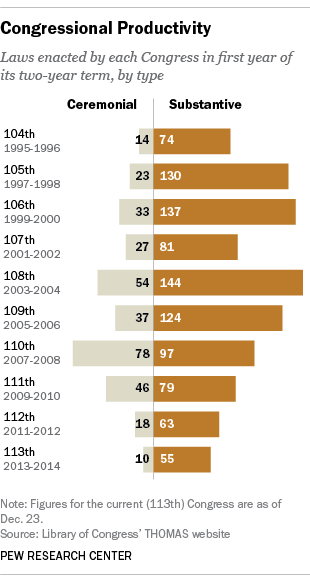 Congressional Productivity
Laws enacted by each Congress in first year of
its two-year term, by type
Ceremonial Substantive
104th
1995-1996
14 74
105th
1997-1998
23 130
106th
1999-2000
33 137
107th
2001-2002
27 81
108th
2003-2004
54 144
109th
2005-2006
37 124
110th
2007-2008
78 97
111th
2009-2010
46 79
112th
2011-2012
18 63
113th
2013-2014
10 55
Note: Figures for the current (113th) Congress are as of
Dec. 23.
Source: Library of Congress' THOMAS website
PEW RESEARCH CENTER